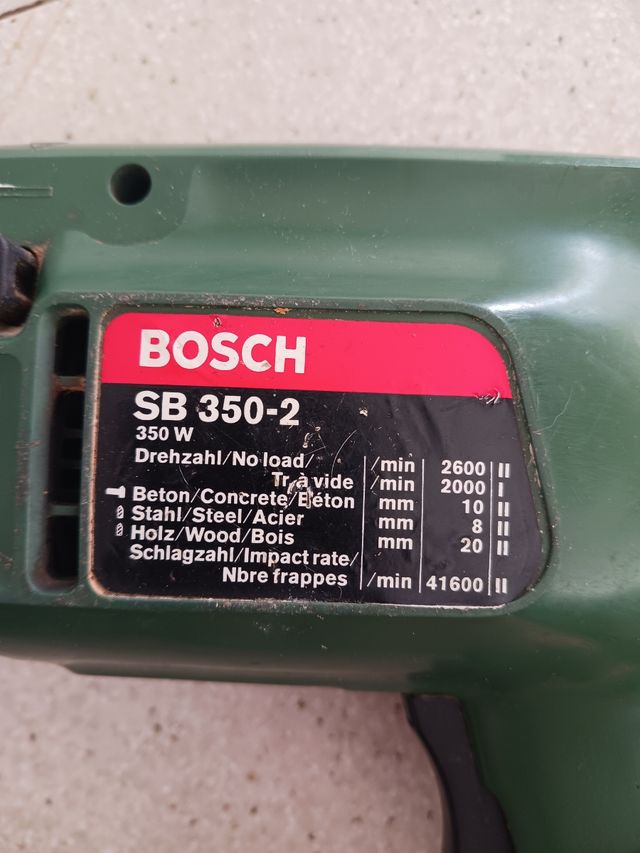 BOSCH
SB 350-2
350 W
Drehzahl/No load/ /min 2600 II
Tr. à vide /min 2000 I
Beton/Concrete/Béton mm 10 II
Stahl/Steel/Acier mm 8 II
Holz/Wood/Bois mm 20 II
Schlagzahl/Impact rate/
Nbre frappes /min 41600 II